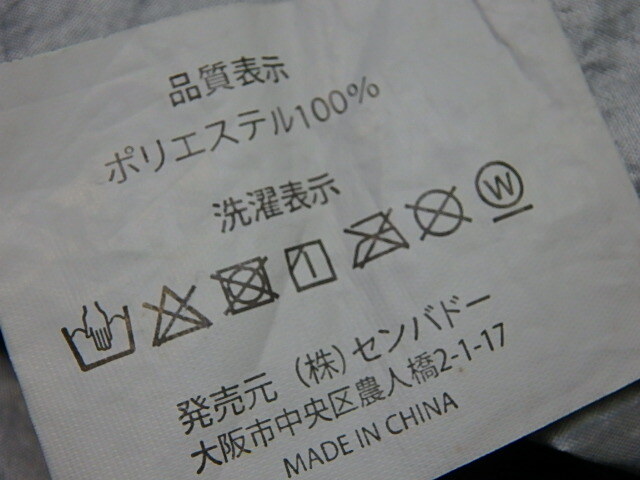 品質表示
ポリエステル100%
洗濯表示
W
発売元 (株)センバドー
大阪市中央区農人橋2-1-17
MADE IN CHINA